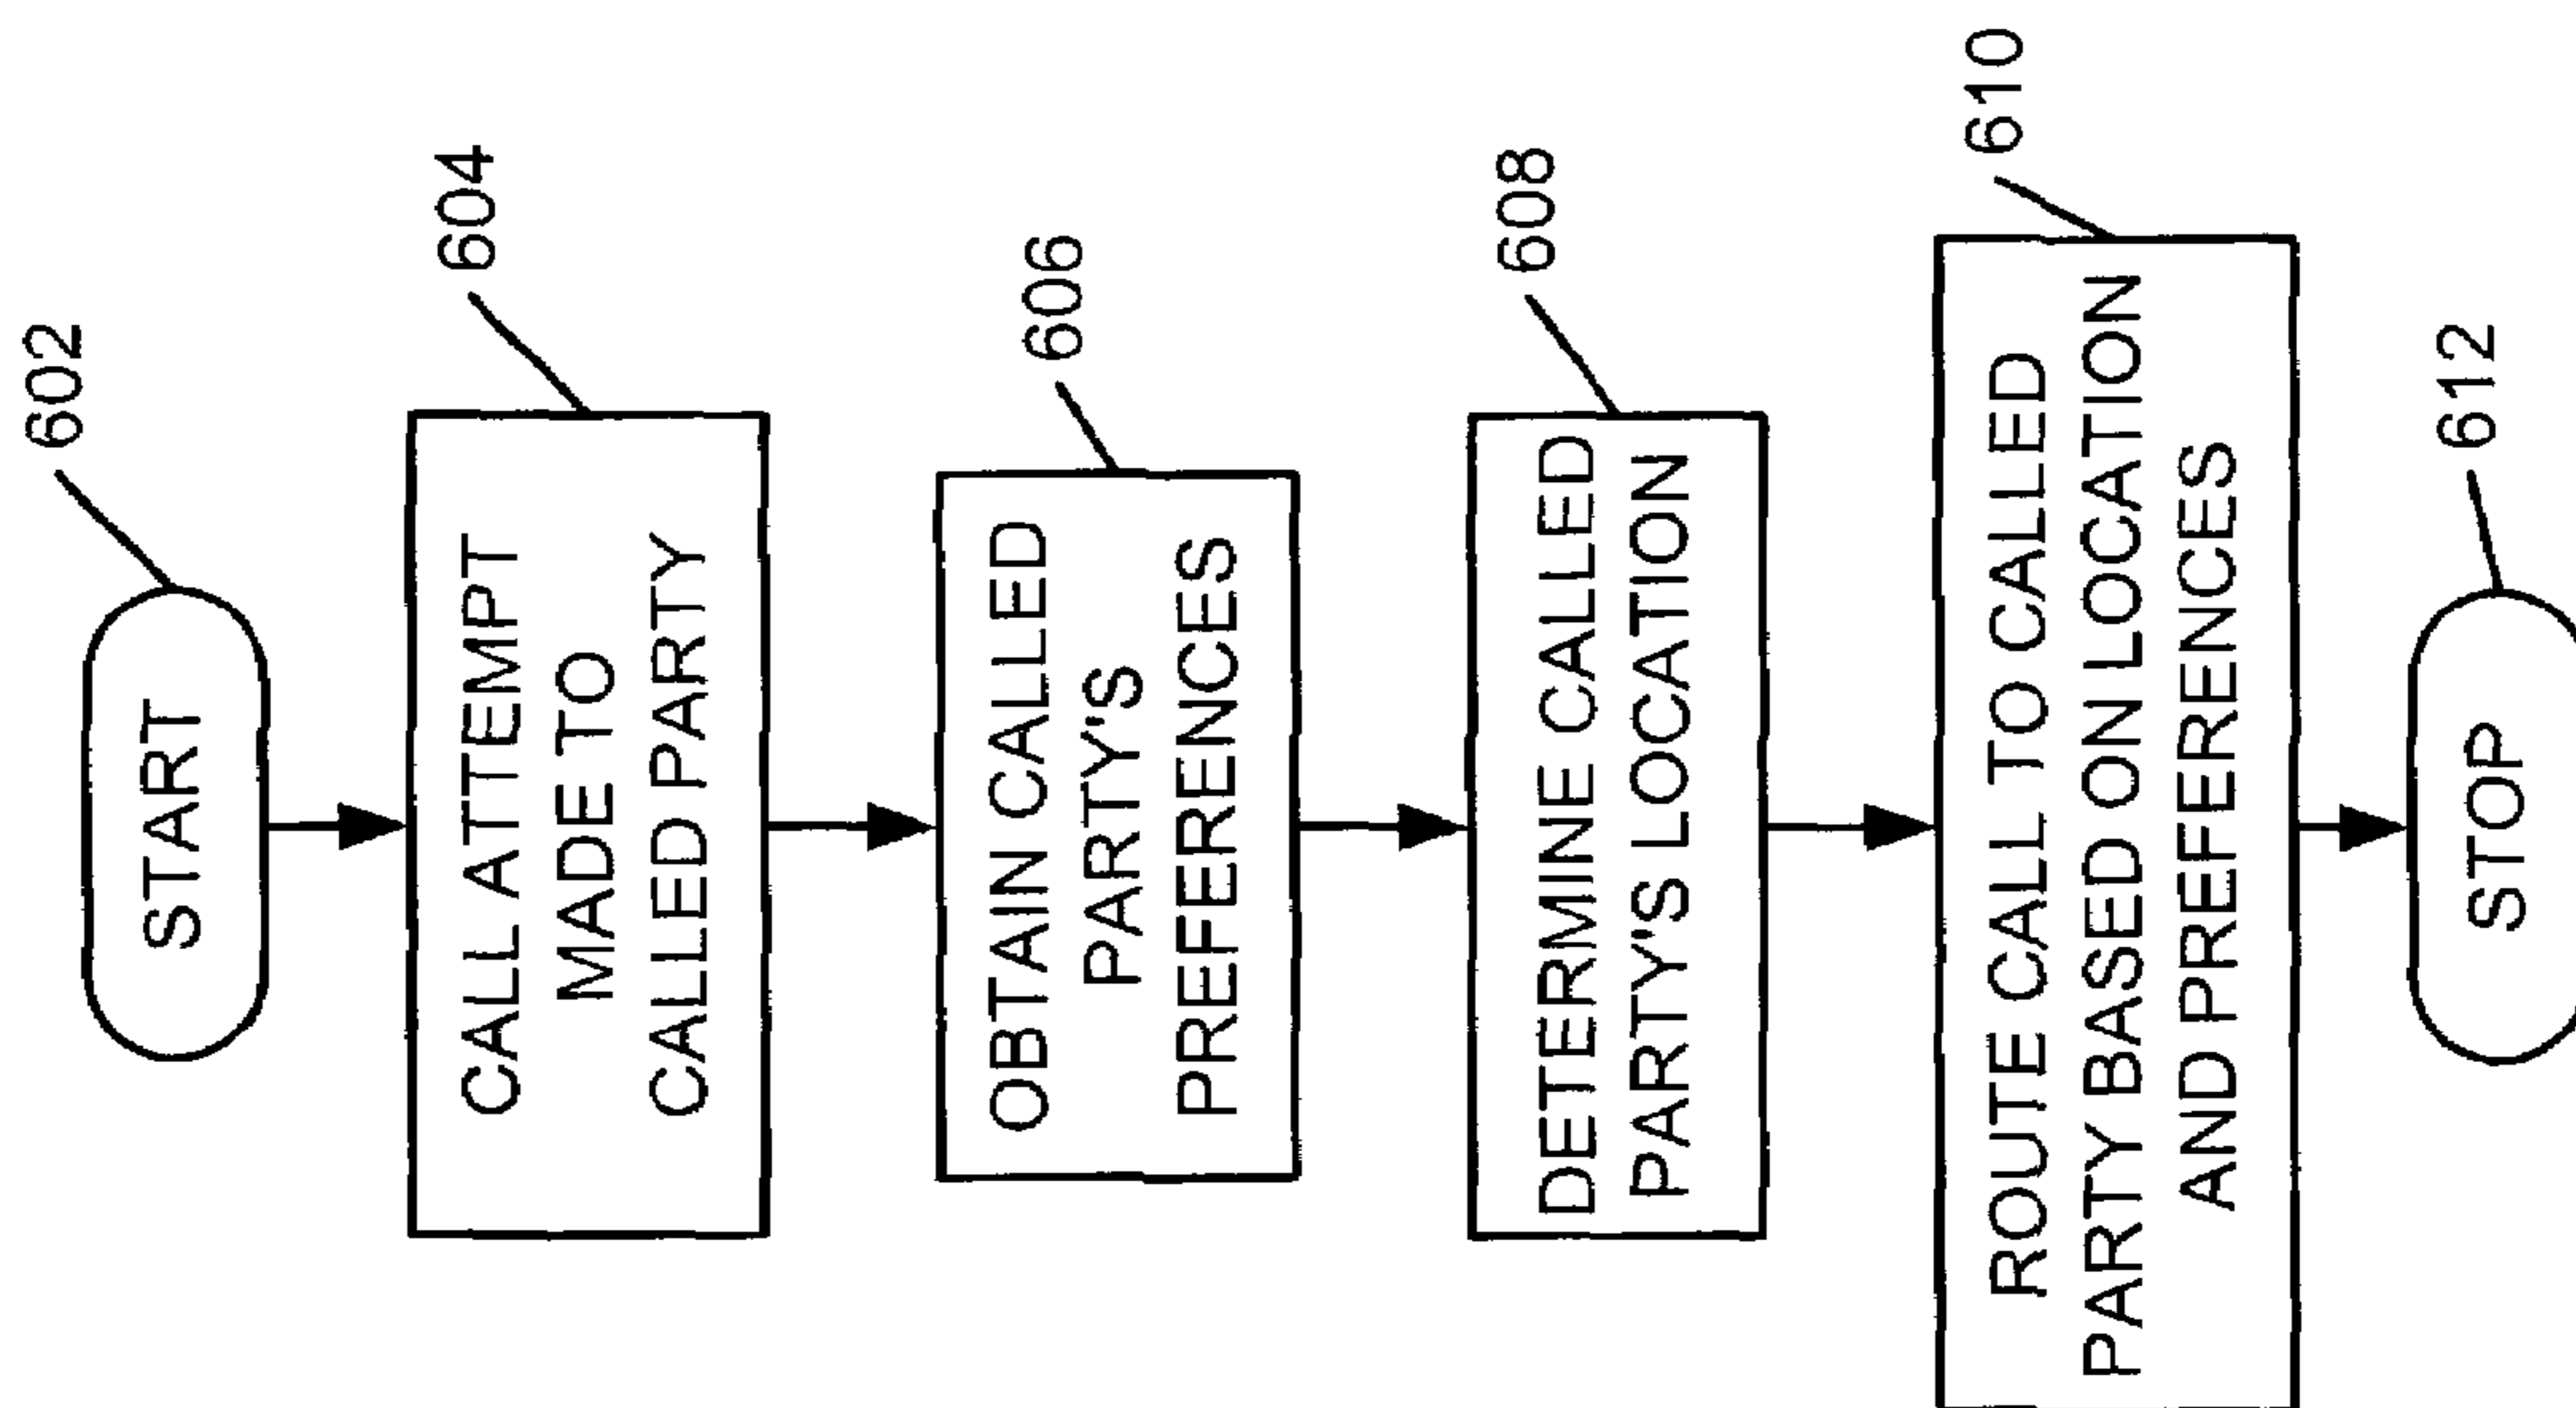 START
602
CALL ATTEMPT
MADE TO
CALLED PARTY
604
OBTAIN CALLED
PARTY'S
PREFERENCES
606
DETERMINE CALLED
PARTY'S LOCATION
608
ROUTE CALL TO CALLED
PARTY BASED ON LOCATION
AND PREFERENCES
610
STOP
612